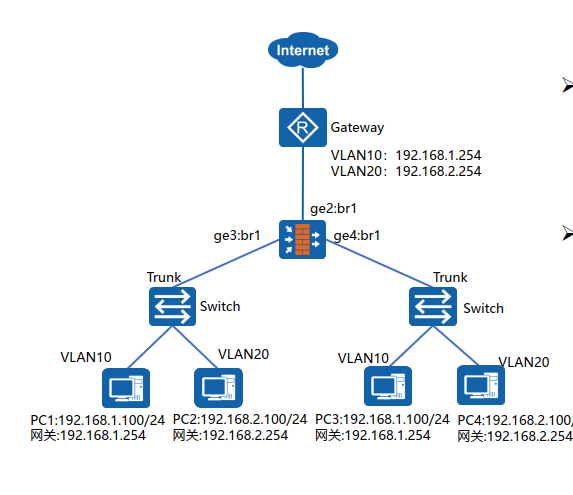 Internet
R
Gateway
VLAN10：192.168.1.254
VLAN20：192.168.2.254
ge2:br1
ge3:br1
ge4:br1
Trunk
Trunk
Switch
Switch
VLAN10
VLAN20
VLAN10
VLAN20
PC1:192.168.1.100/24
网关:192.168.1.254
PC2:192.168.2.100/24
网关:192.168.2.254
PC3:192.168.1.100/24
网关:192.168.1.254
PC4:192.168.2.100/
网关:192.168.2.254